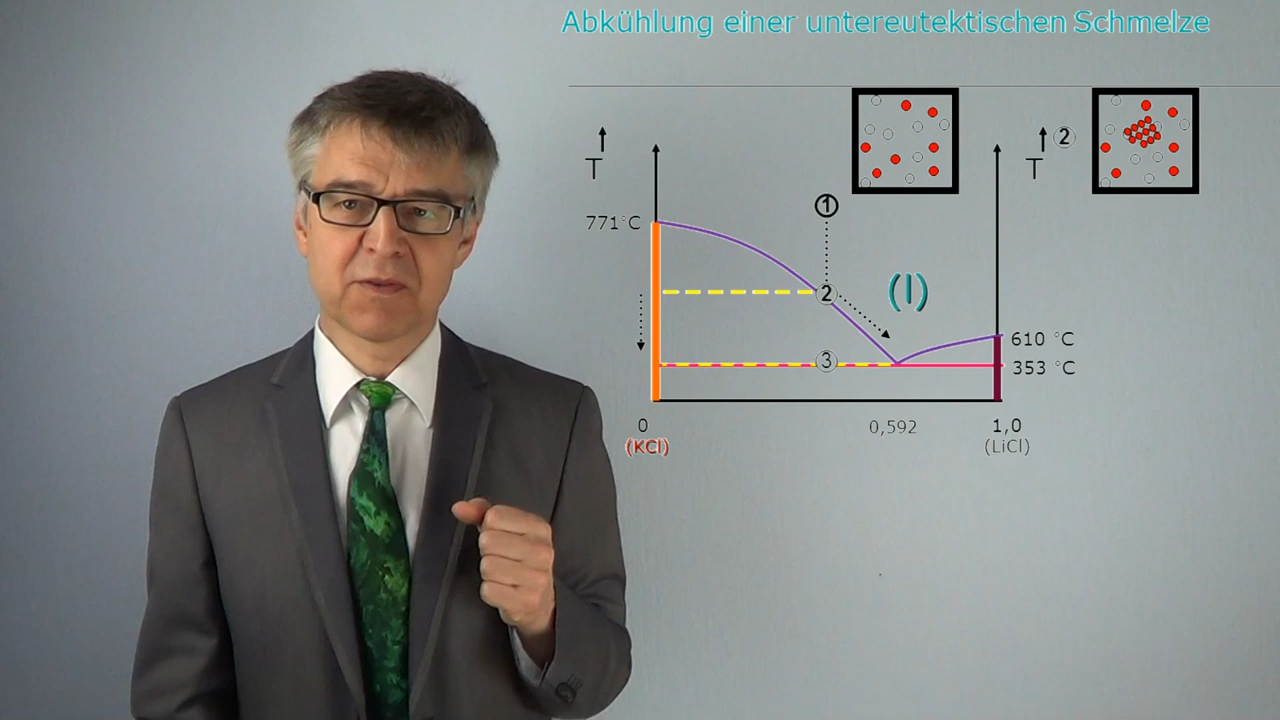 Abkühlung einer untereutektischen Schmelze
T
T
②
①
771°C
②
(l)
③
610 °C
353 °C
0
0,592
1,0
(KCl)
(LiCl)